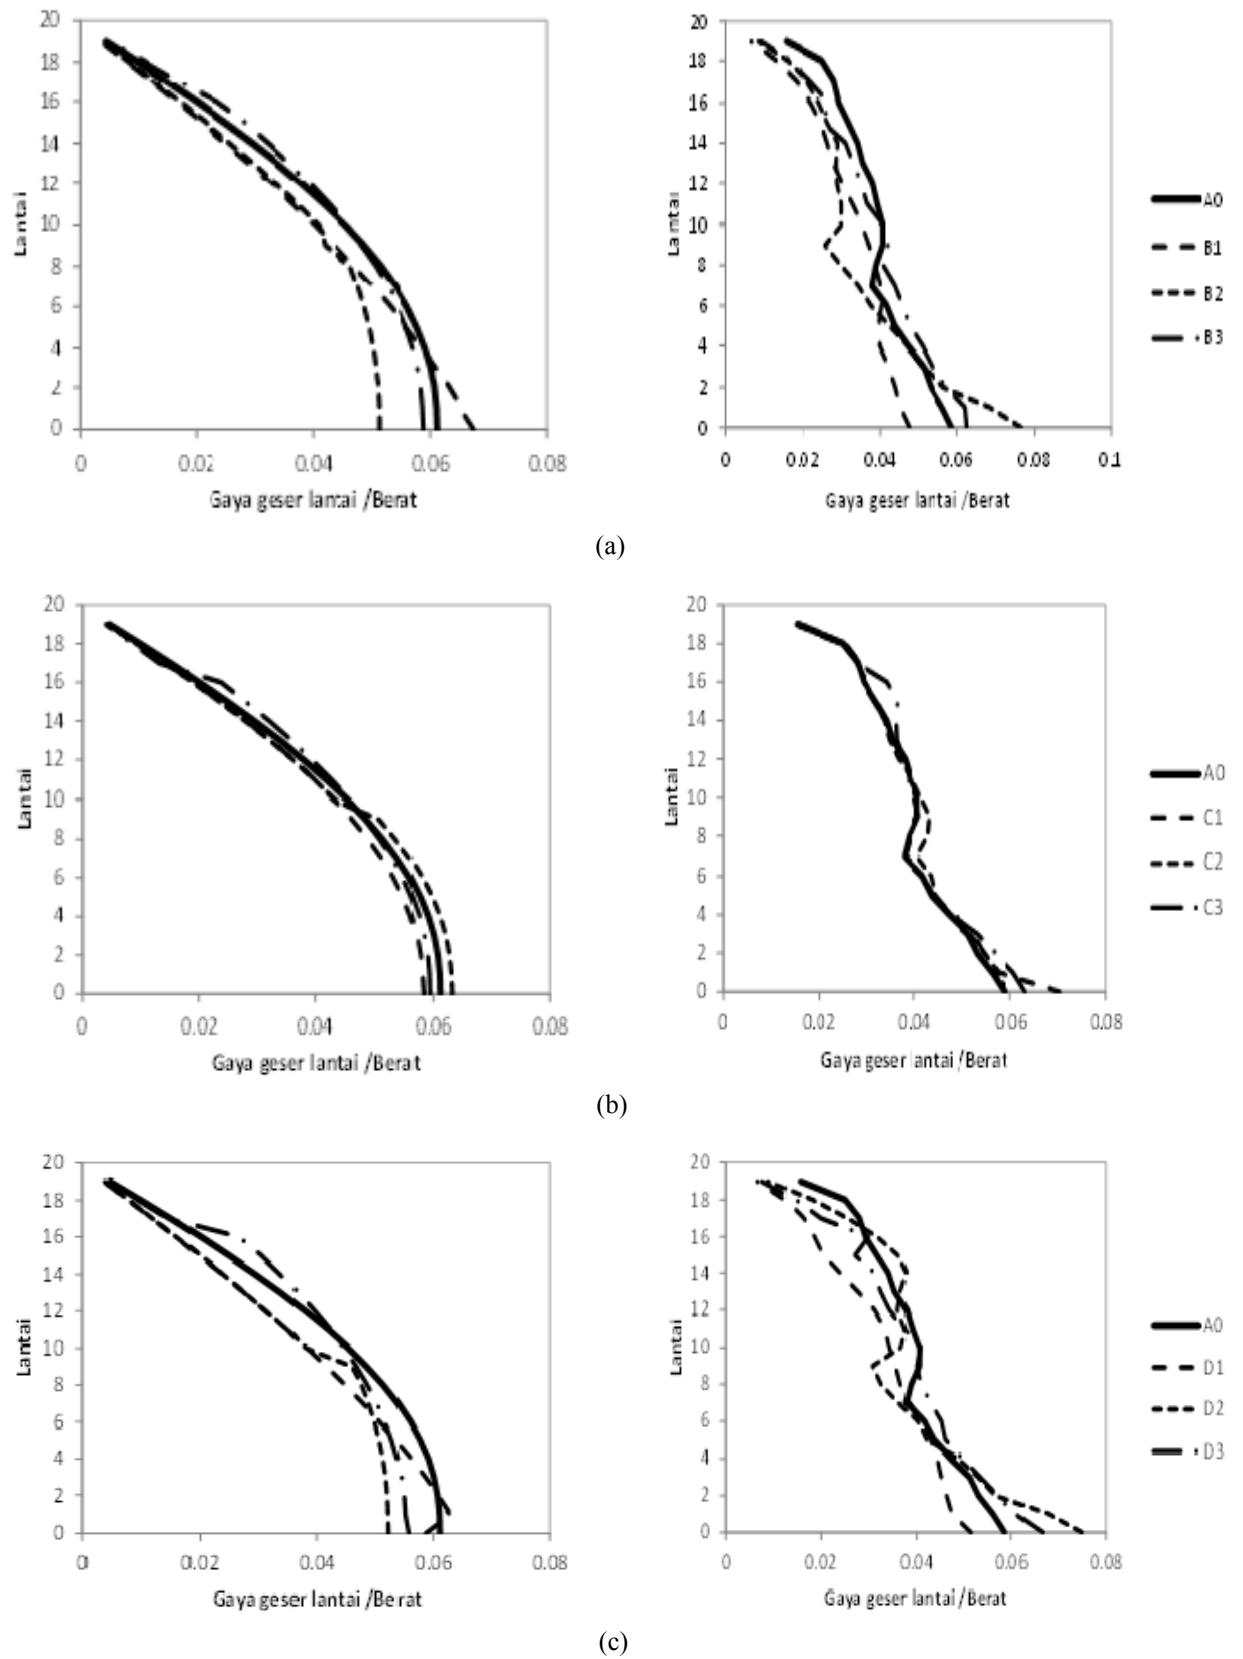 20
18
16
14
12
10
8
6
4
2
0
Lantai
0 0.02 0.04 0.06 0.08
Gaya geser lantai /Berat
20
18
16
14
12
10
8
6
4
2
0
Lantai
0 0.02 0.04 0.06 0.08 0.1
Gaya geser lantai /Berat
A0
B1
B2
B3
(a)
20
18
16
14
12
10
8
6
4
2
0
Lantai
0 0.02 0.04 0.06 0.08
Gaya geser lantai /Berat
20
18
16
14
12
10
8
6
4
2
0
Lantai
0 0.02 0.04 0.06 0.08
Gaya geser lantai /Berat
A0
C1
C2
C3
(b)
20
18
16
14
12
10
8
6
4
2
0
Lantai
0 0.02 0.04 0.06 0.08
Gaya geser lantai /Berat
20
18
16
14
12
10
8
6
4
2
0
Lantai
0 0.02 0.04 0.06 0.08
Gaya geser lantai /Berat
A0
D1
D2
D3
(c)